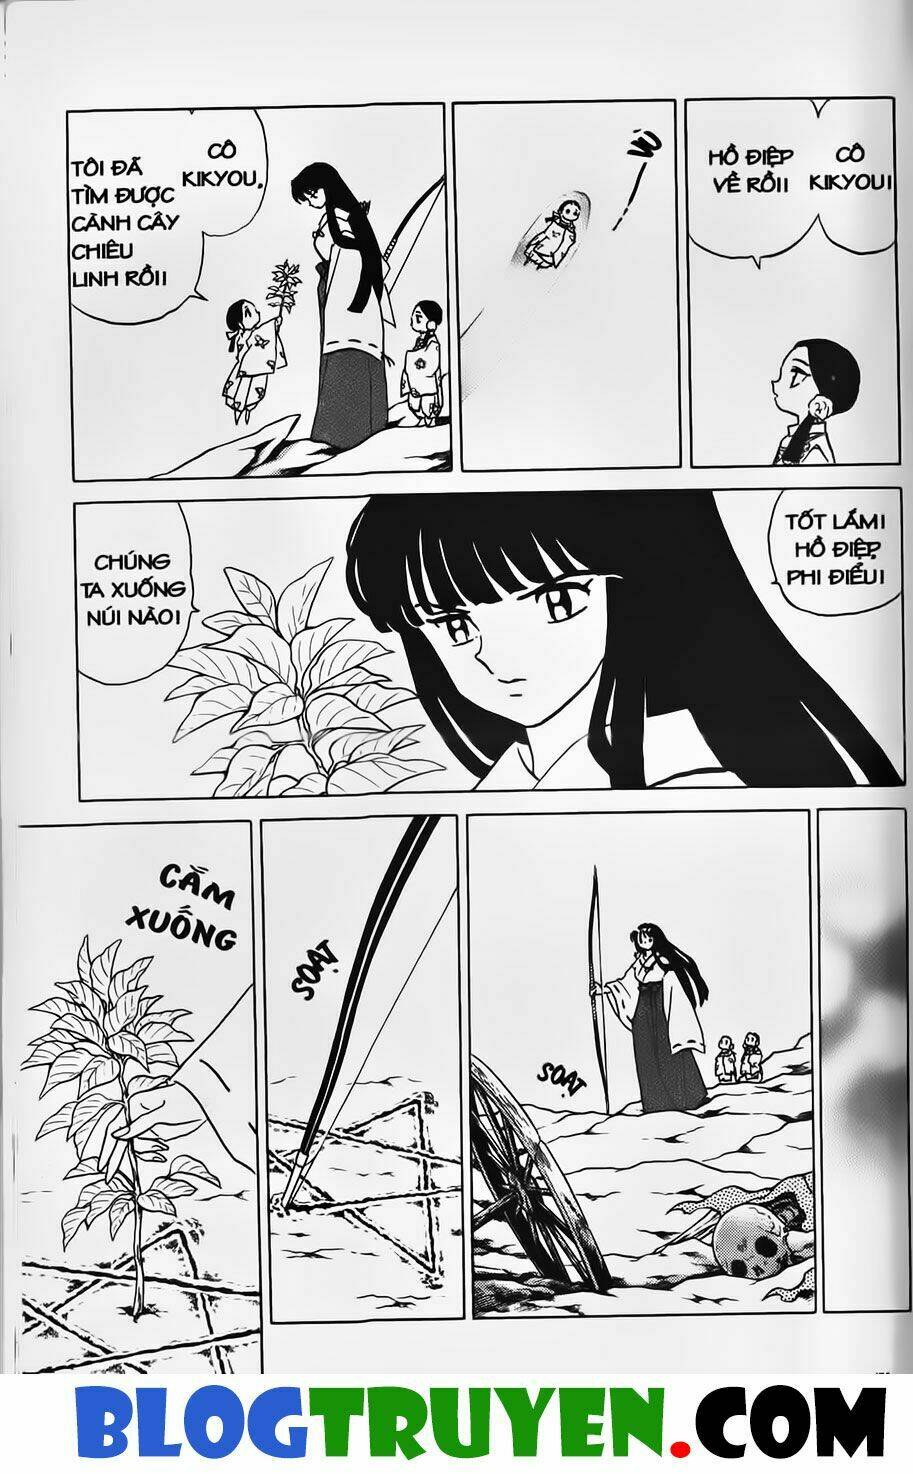 CÔ
KIKYOU!
HỒ ĐIỆP
VỀ RỒI!
VÙ
CÔ
KIKYOU,
TÔI ĐÃ
TÌM ĐƯỢC
CÀNH CÂY
CHIÊU
LINH RỒI!
TỐT LẮM!
HỒ ĐIỆP,
PHI ĐIỂU!
CHÚNG
TA XUỐNG
NÚI NÀO!
SOẠT
SOẠT
CẮM
XUỐNG
BLOGTRUYEN.COM